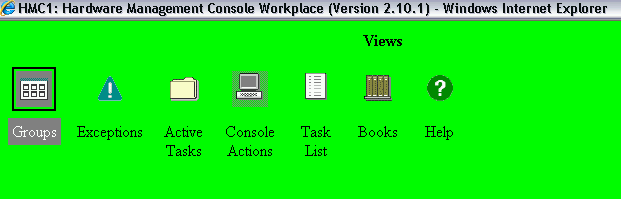 HMC1: Hardware Management Console Workplace (Version 2.10.1) - Windows Internet Explorer
Views
Groups Exceptions Active Tasks Console Actions Task List Books Help